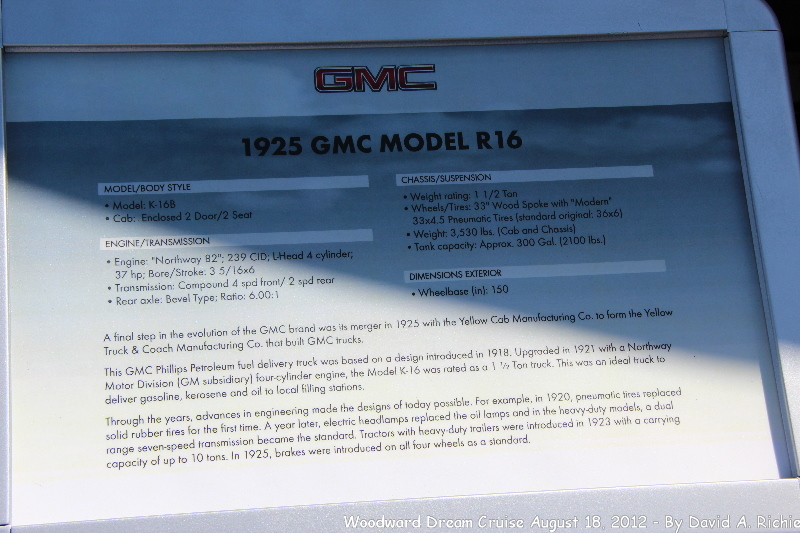 GMC
1925 GMC MODEL R16
MODEL/BODY STYLE
• Model: K-16B
• Cab: Enclosed 2 Door/2 Seat
ENGINE/TRANSMISSION
• Engine: "Northway 82"; 239 CID; L-Head 4 cylinder;
37 hp; Bore/Stroke: 3 5/16x6
• Transmission: Compound 4 spd front/ 2 spd rear
• Rear axle: Bevel Type; Ratio: 6.00:1
CHASSIS/SUSPENSION
• Weight rating: 1 1/2 Ton
• Wheels/Tires: 33" Wood Spoke with "Modern"
33x4.5 Pneumatic Tires (standard original: 36x6)
• Weight: 3,530 lbs. (Cab and Chassis)
• Tank capacity: Approx. 300 Gal. (2100 lbs.)
DIMENSIONS EXTERIOR
• Wheelbase (in): 150
A final step in the evolution of the GMC brand was its merger in 1925 with the Yellow Cab Manufacturing Co. to form the Yellow
Truck & Coach Manufacturing Co. that built GMC trucks.
This GMC Phillips Petroleum fuel delivery truck was based on a design introduced in 1918. Upgraded in 1921 with a Northway
Motor Division (GM subsidiary) four-cylinder engine, the Model K-16 was rated as a 1 ½ Ton truck. This was an ideal truck to
deliver gasoline, kerosene and oil to local filling stations.
Through the years, advances in engineering made the designs of today possible. For example, in 1920, pneumatic tires replaced
solid rubber tires for the first time. A year later, electric headlamps replaced the oil lamps and in the heavy-duty models, a dual
range seven-speed transmission became the standard. Tractors with heavy-duty trailers were introduced in 1923 with a carrying
capacity of up to 10 tons. In 1925, brakes were introduced on all four wheels as a standard.
Woodward Dream Cruise August 18, 2012 - By David A. Richie